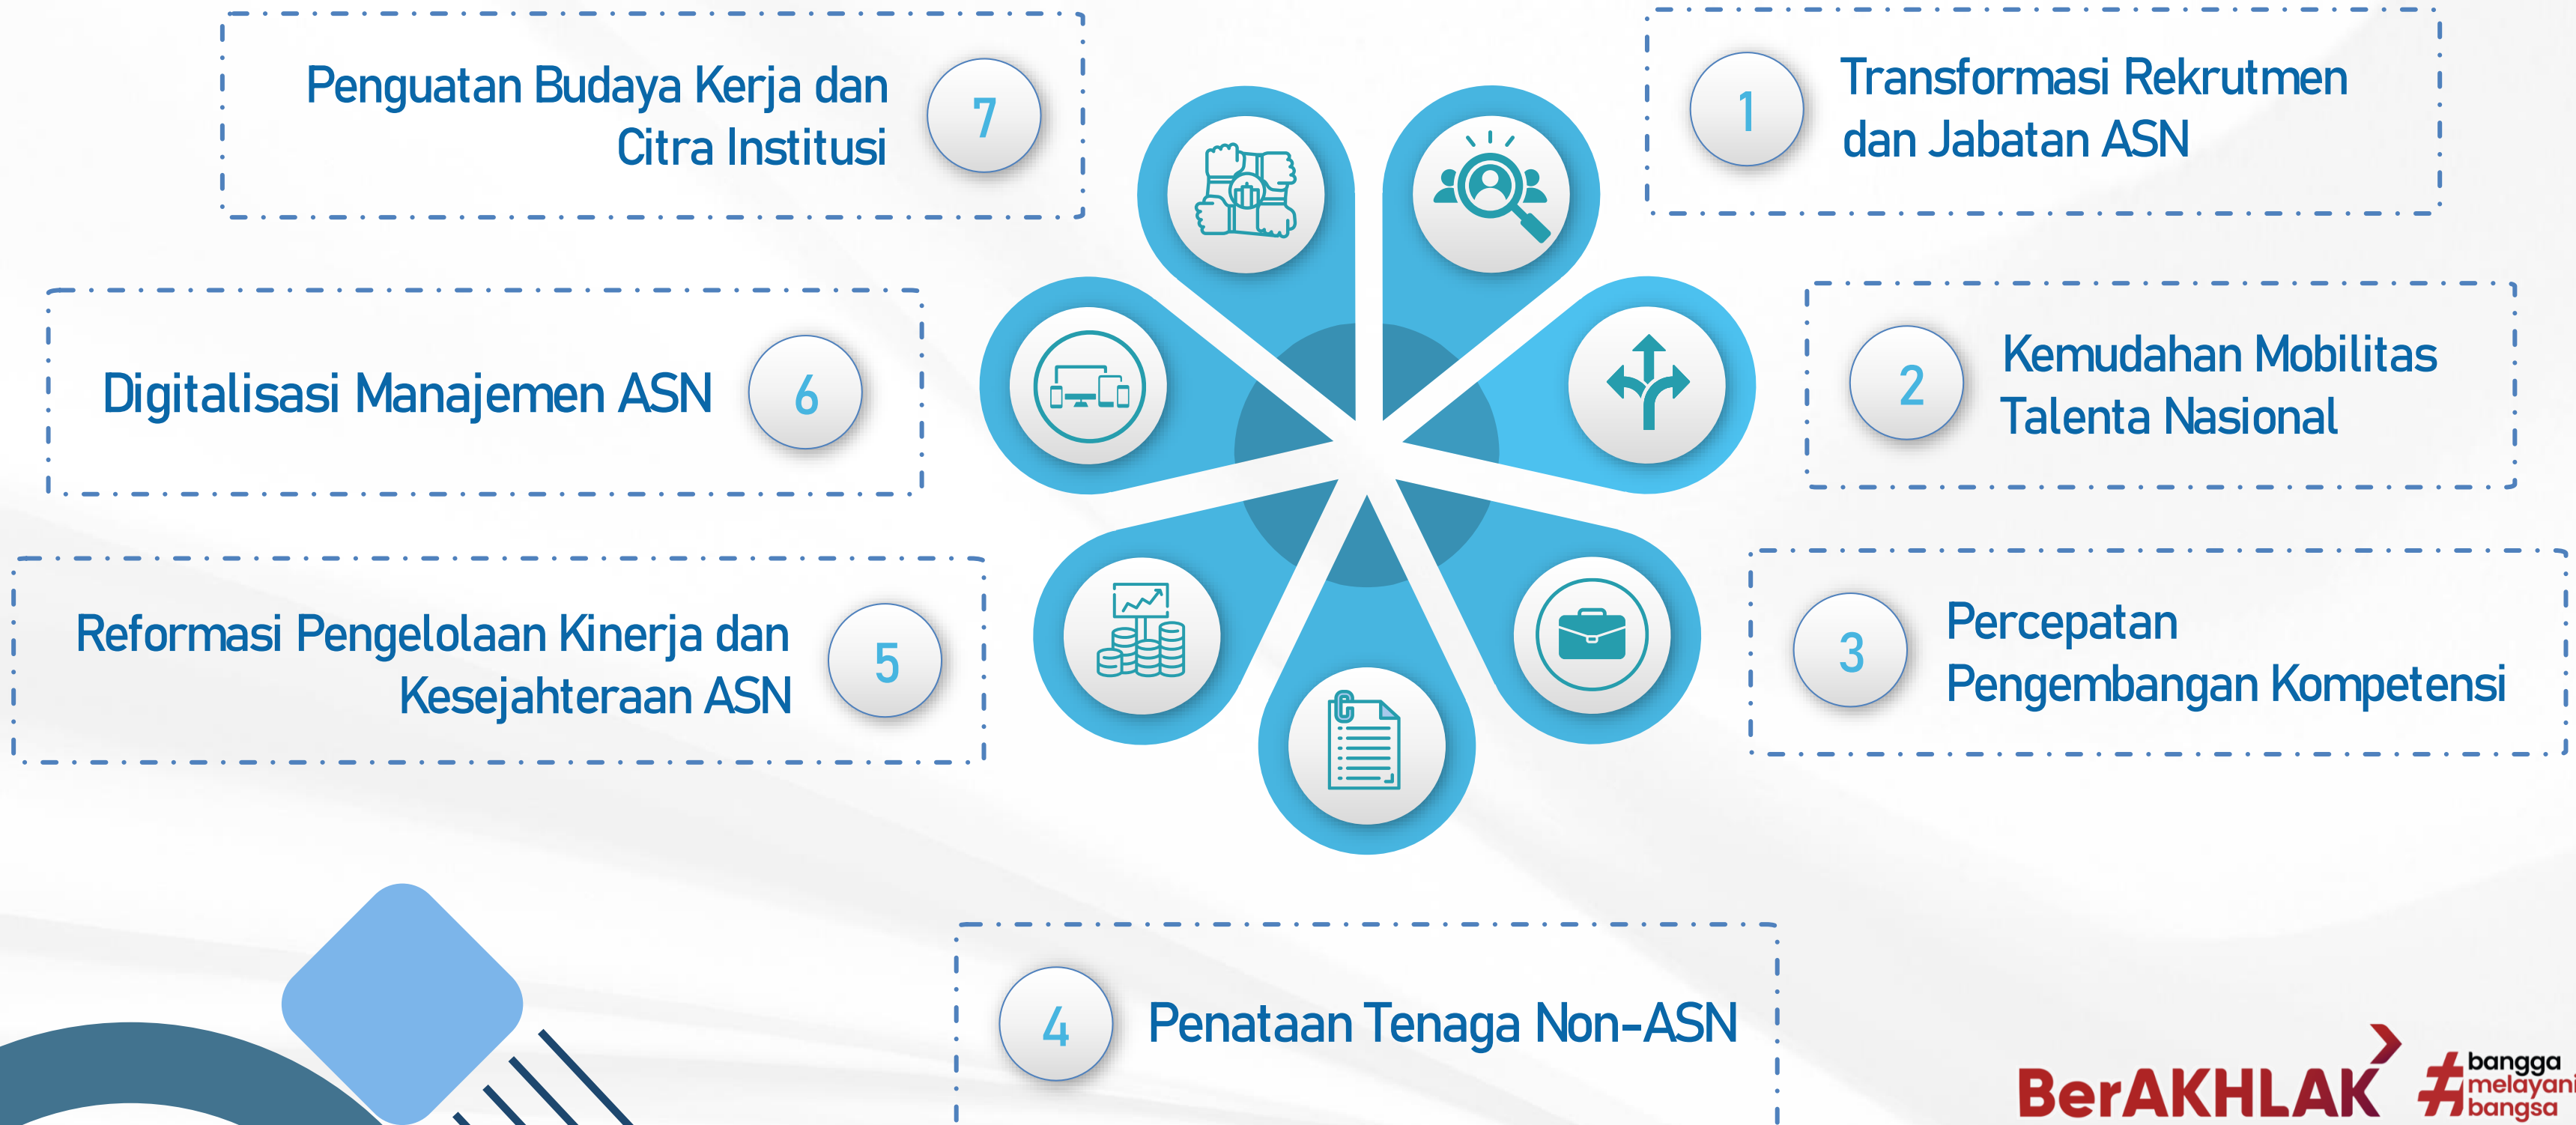 1
Transformasi Rekrutmen
dan Jabatan ASN
2
Kemudahan Mobilitas
Talenta Nasional
3
Percepatan
Pengembangan Kompetensi
4
Penataan Tenaga Non-ASN
5
Reformasi Pengelolaan Kinerja dan
Kesejahteraan ASN
6
Digitalisasi Manajemen ASN
7
Penguatan Budaya Kerja dan
Citra Institusi
BerAKHLAK
#bangga
melayani
bangsa